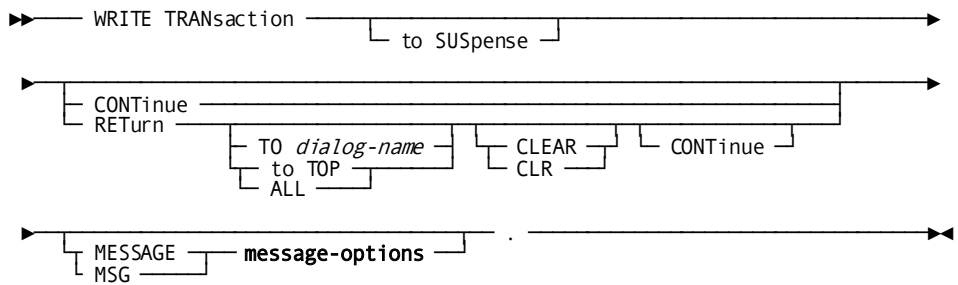 WRITE TRANsaction
to SUSpense
CONTinue
RETurn
TO dialog-name CLEAR CONTinue
to TOP CLR
ALL
MESSAGE message-options .
MSG